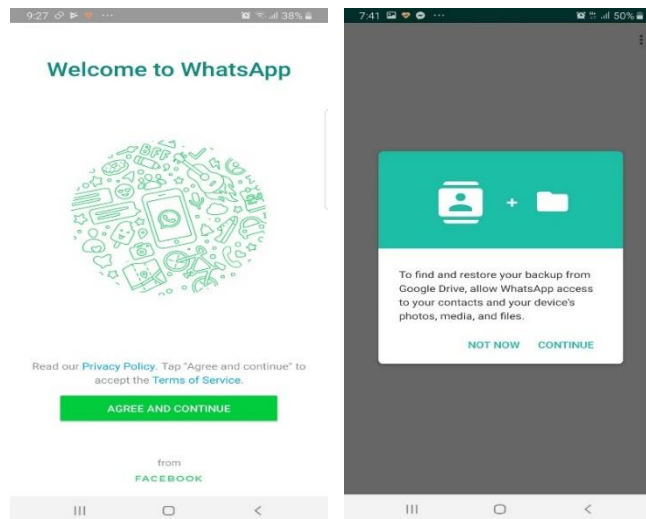 9:27 38%
Welcome to WhatsApp
BFF
Read our Privacy Policy. Tap "Agree and continue" to
accept the Terms of Service.
AGREE AND CONTINUE
from
FACEBOOK
7:41 50%
To find and restore your backup from
Google Drive, allow WhatsApp access
to your contacts and your device's
photos, media, and files.
NOT NOW CONTINUE